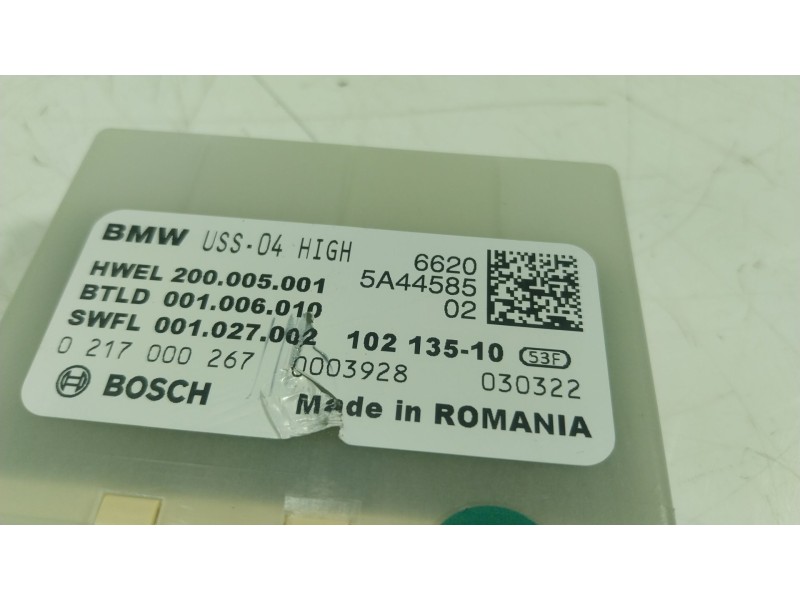 BMW USS-04 HIGH
6620
HWEL 200.005.001
5A44585
BTLD 001.006.010
02
SWFL 001.027.002
102 135-10 53F
0 217 000 267
0003928
030322
BOSCH
Made in ROMANIA